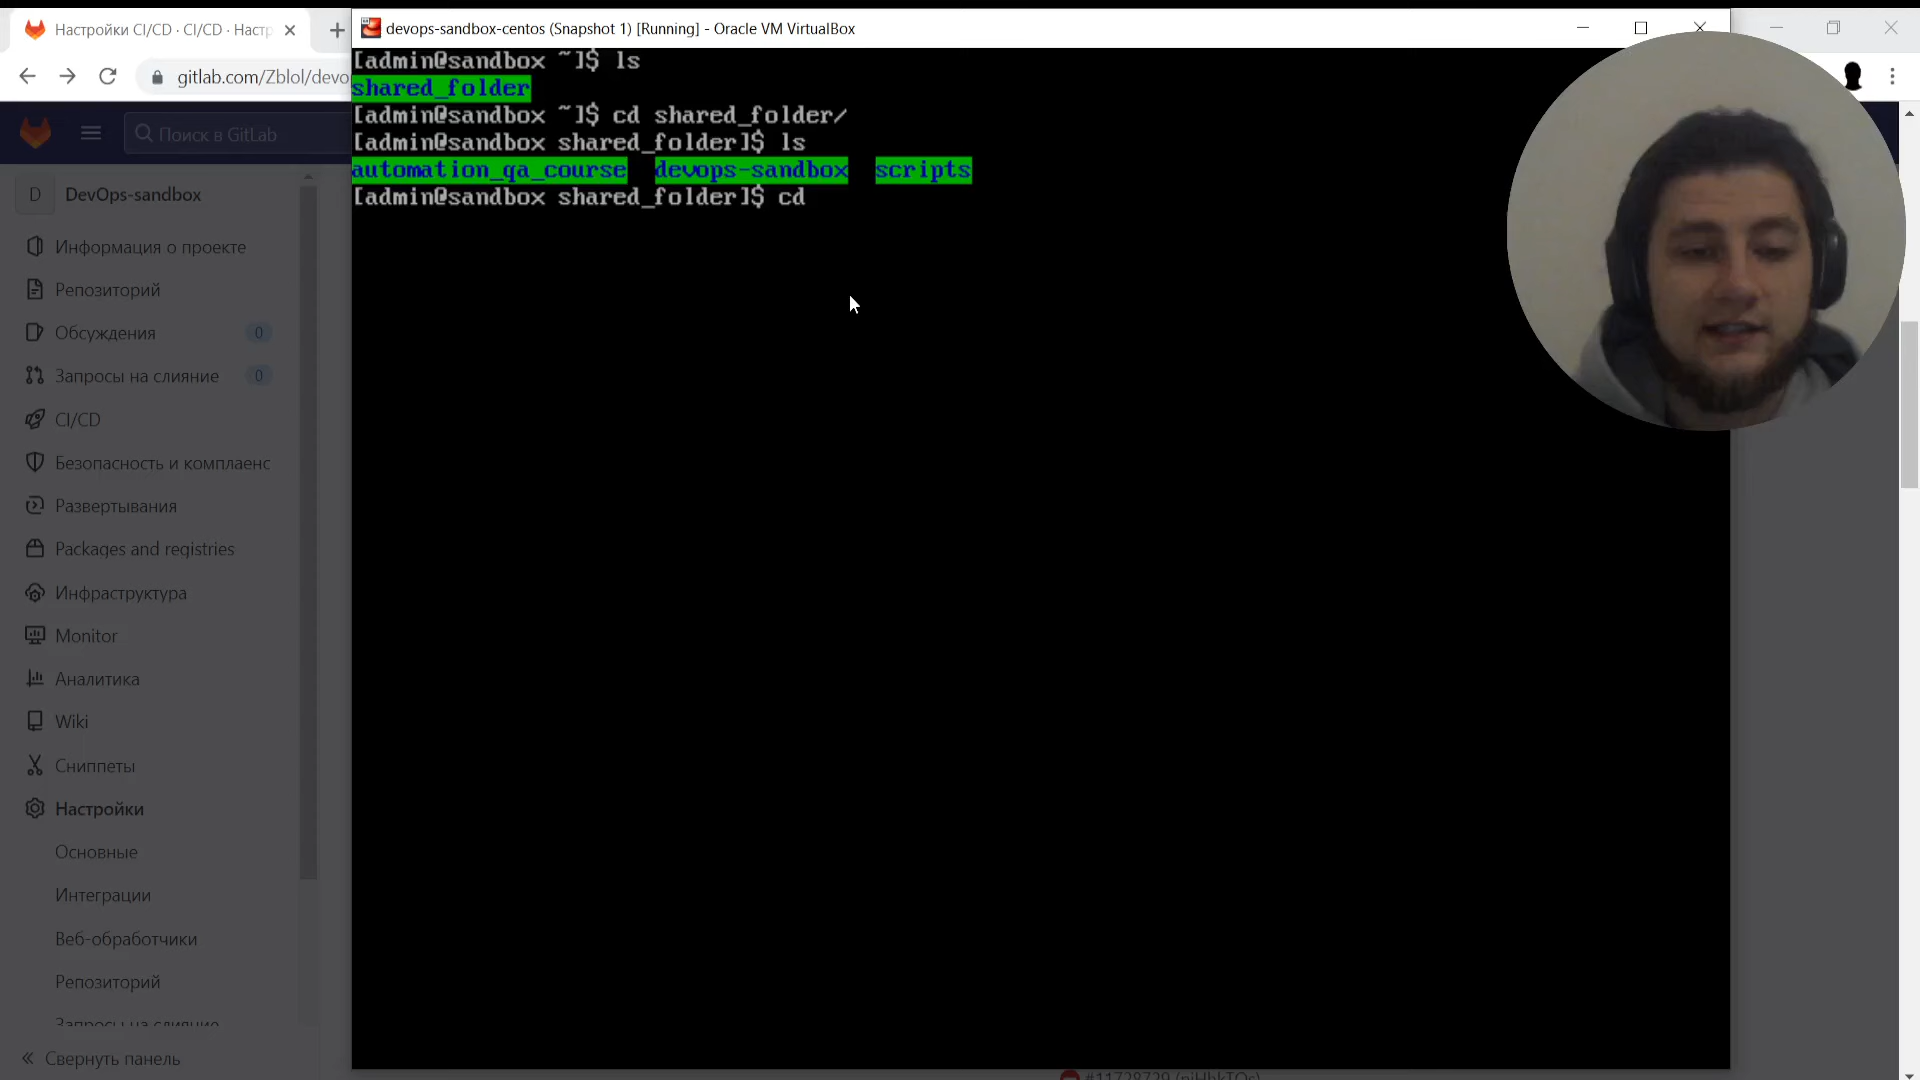 Настройки CI/CD · CI/CD · Настр
devops-sandbox-centos (Snapshot 1) [Running] - Oracle VM VirtualBox
gitlab.com/Zblol/devo
Поиск в GitLab
[admin@sandbox ~]$ ls
shared_folder
[admin@sandbox ~]$ cd shared_folder/
[admin@sandbox shared_folder]$ ls
automation_qa_course devops-sandbox scripts
[admin@sandbox shared_folder]$ cd
D DevOps-sandbox
Информация о проекте
Репозиторий
Обсуждения 0
Запросы на слияние 0
CI/CD
Безопасность и комплаенс
Развертывания
Packages and registries
Инфраструктура
Monitor
Аналитика
Wiki
Сниппеты
Настройки
Основные
Интеграции
Веб-обработчики
Репозиторий
Запросы на слияние
Свернуть панель